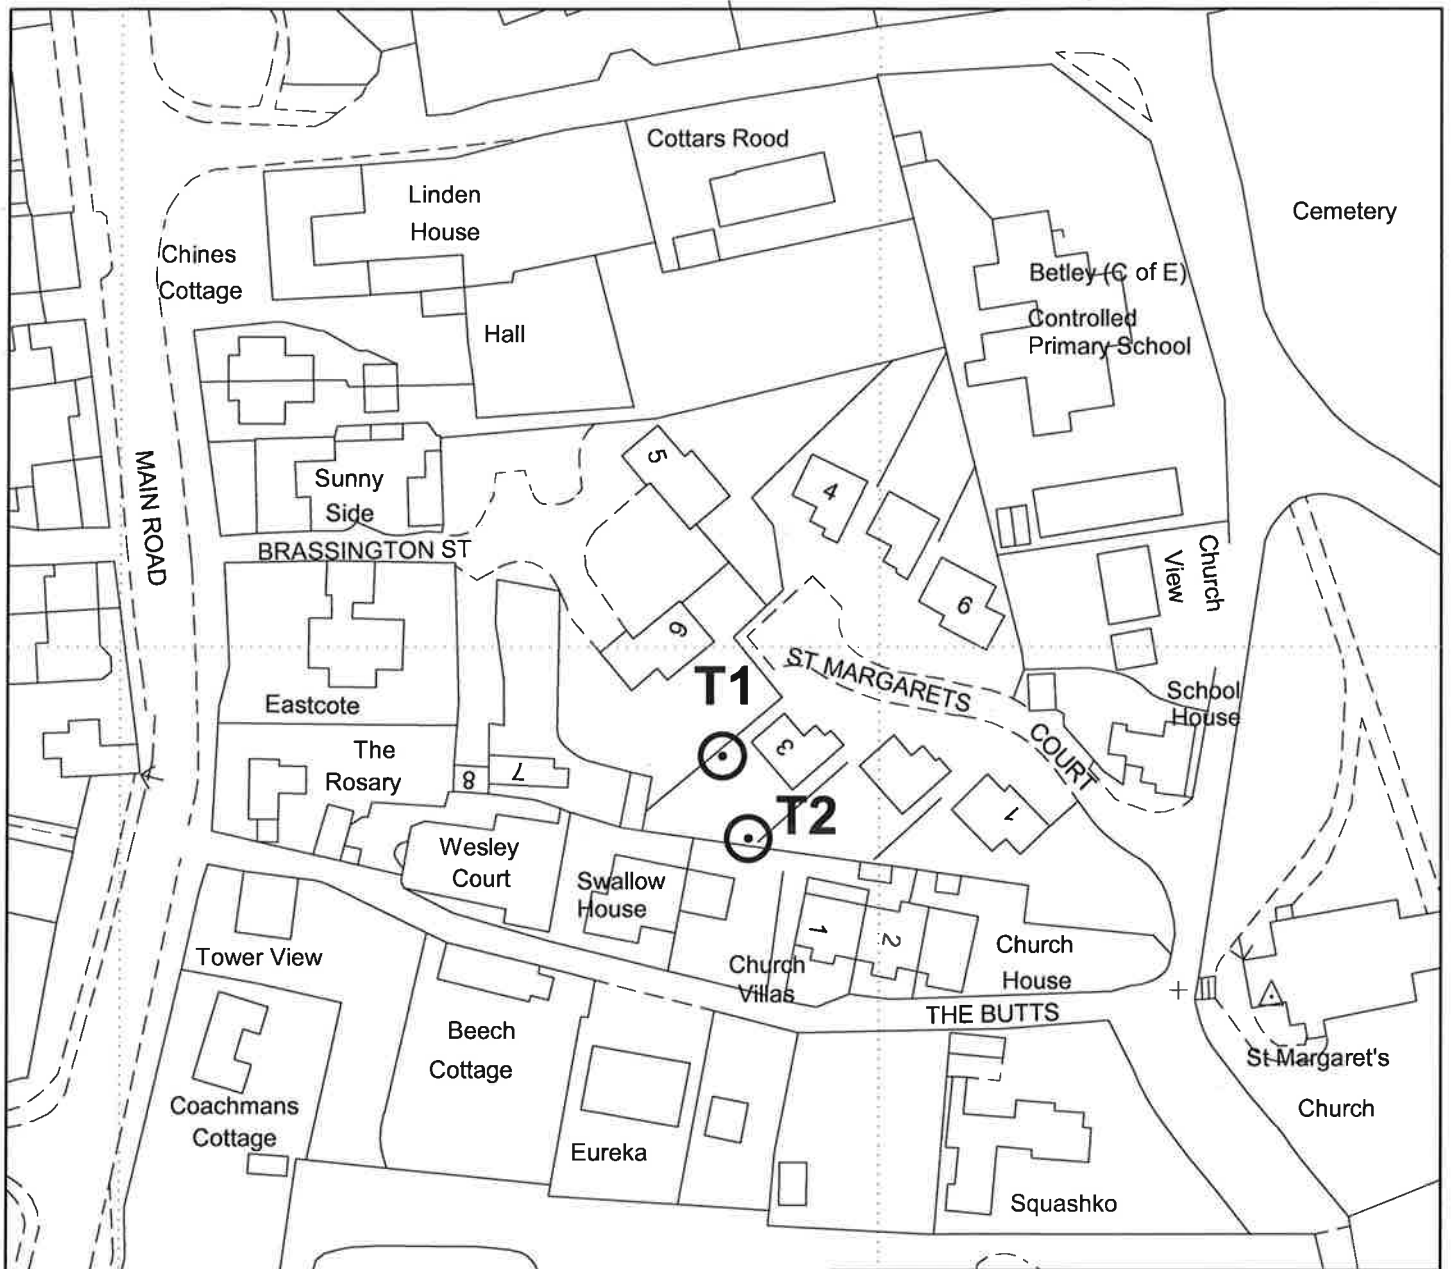 Cottars Rood
Linden
House
Cemetery
Chines
Cottage
Betley (C of E)
Controlled
Primary School
Hall
MAIN ROAD
Sunny
Side
5
4
BRASSINGTON ST
Church
View
6
6
ST MARGARETS
COURT
T1
School
House
Eastcote
The
Rosary
8
7
3
T2
1
Wesley
Court
Swallow
House
1
2
Church
House
Church
Villas
Tower View
THE BUTTS
Beech
Cottage
St Margaret's
Church
Coachmans
Cottage
Eureka
Squashko